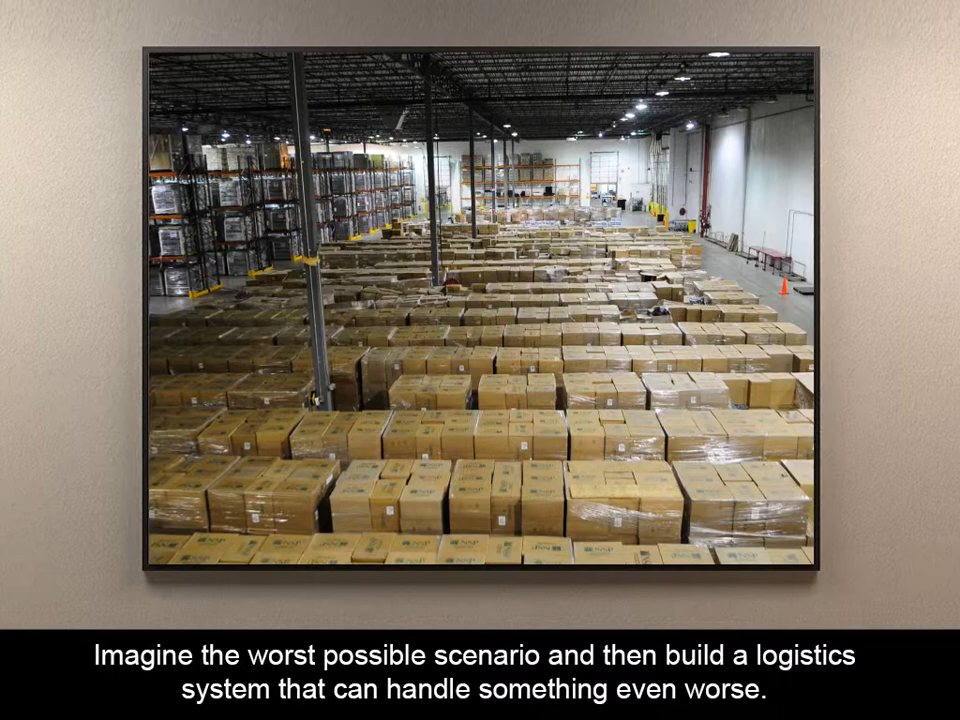 Imagine the worst possible scenario and then build a logistics
system that can handle something even worse.